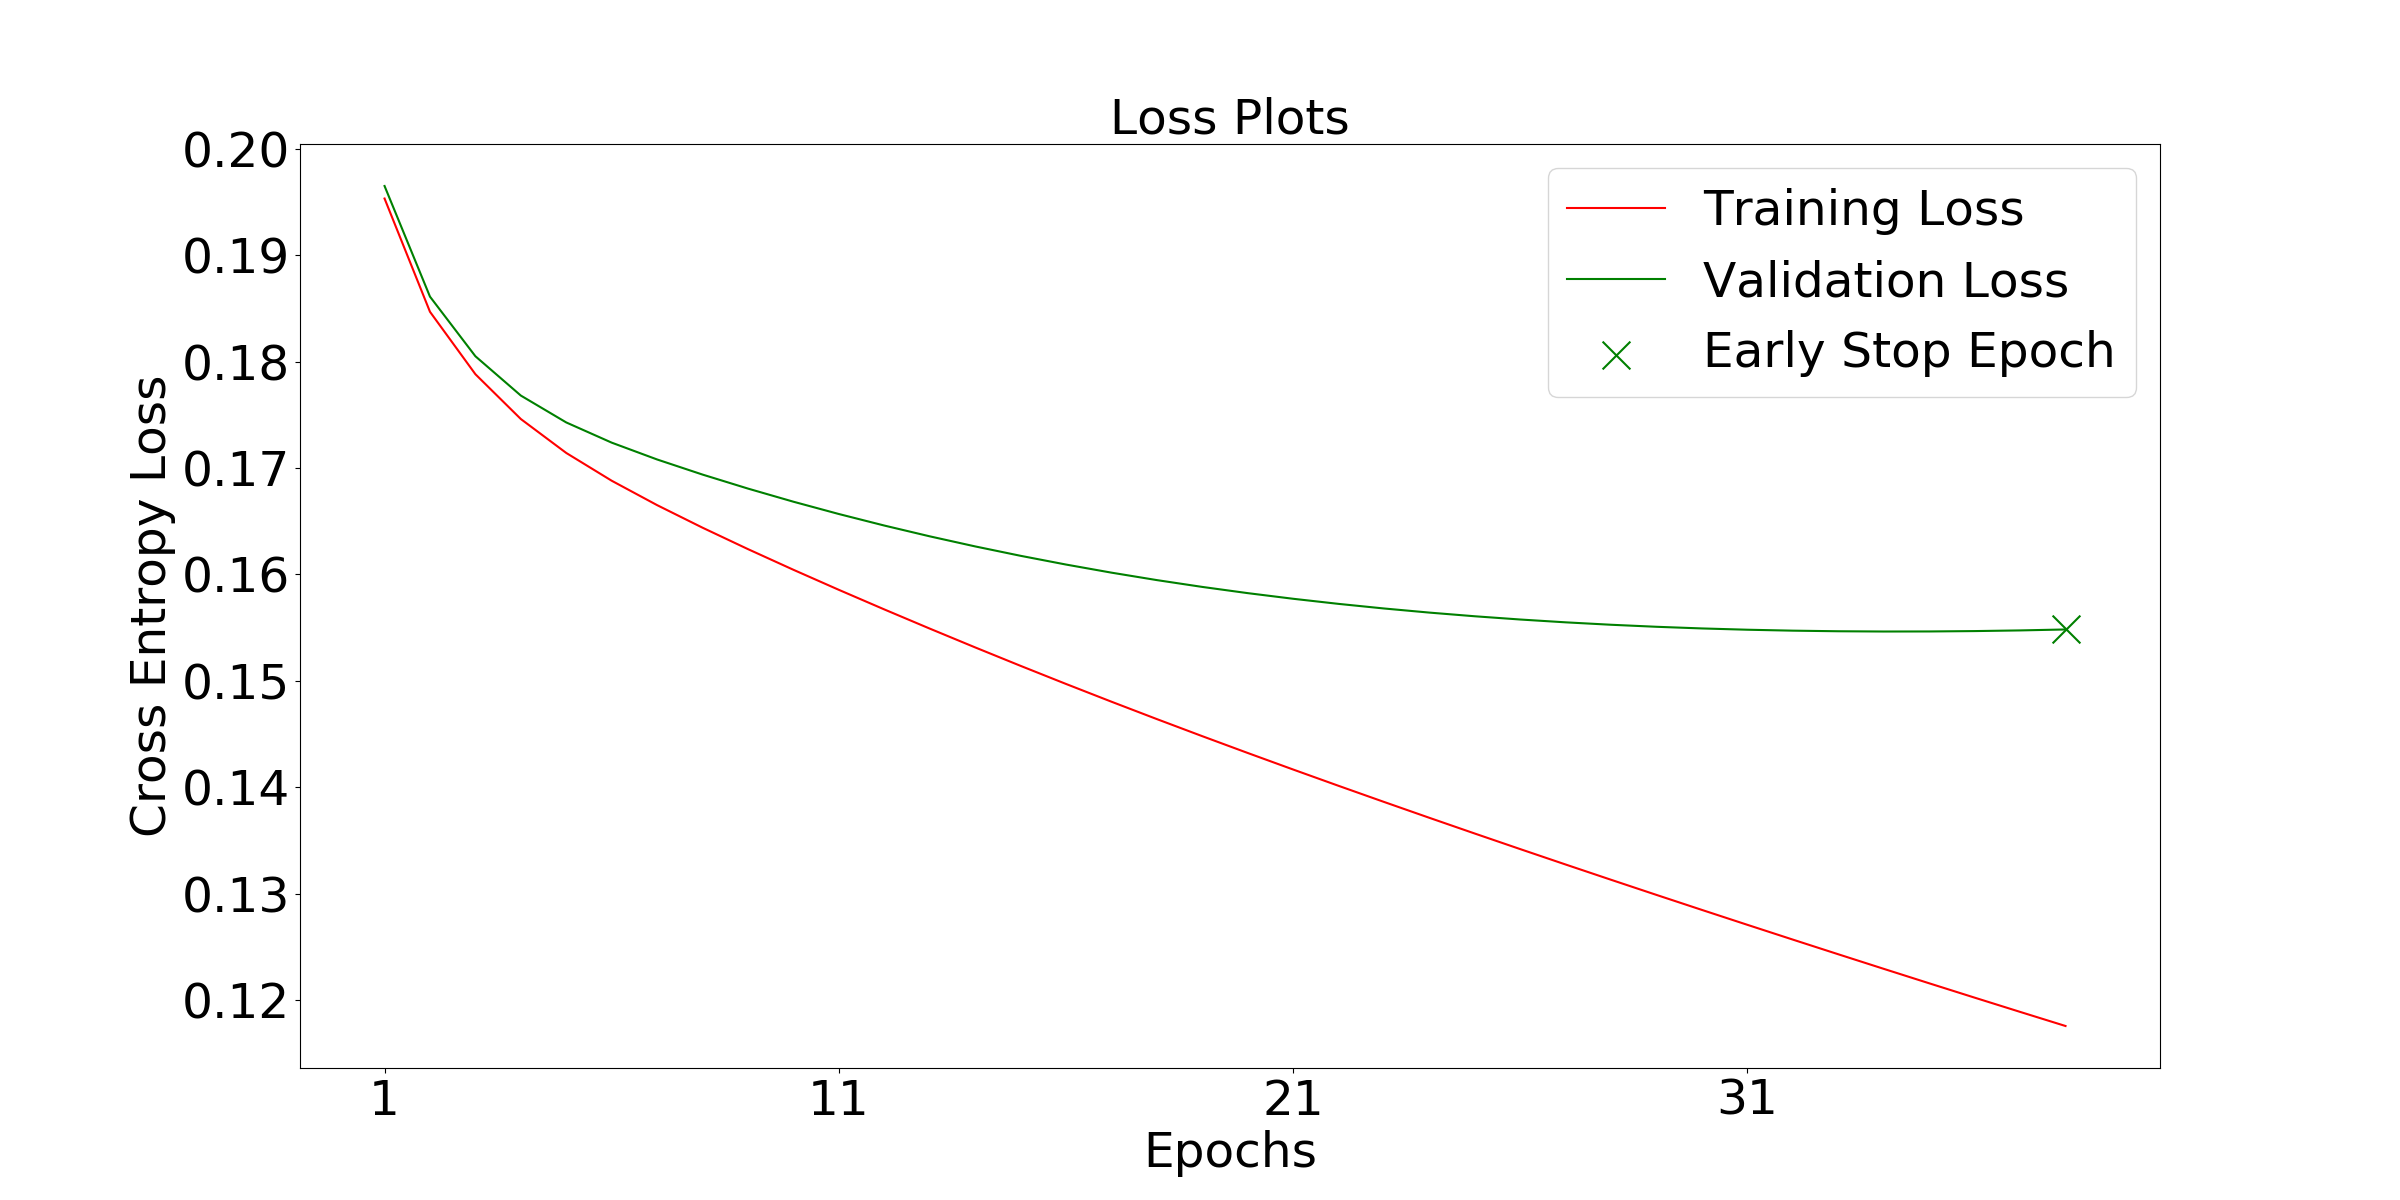 Loss Plots
0.20
0.19
0.18
0.17
0.16
0.15
0.14
0.13
0.12
Cross Entropy Loss
Training Loss
Validation Loss
Early Stop Epoch
1 11 21 31
Epochs